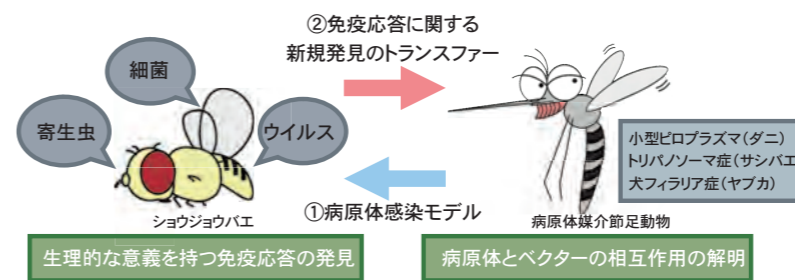 ②免疫応答に関する
新規発見のトランスファー
細菌
寄生虫
ウイルス
小型ピロプラズマ(ダニ)
トリパノソーマ症(サシバエ)
犬フィラリア症(ヤブカ)
①病原体感染モデル
ショウジョウバエ
病原体媒介節足動物
生理的な意義を持つ免疫応答の発見
病原体とベクターの相互作用の解明